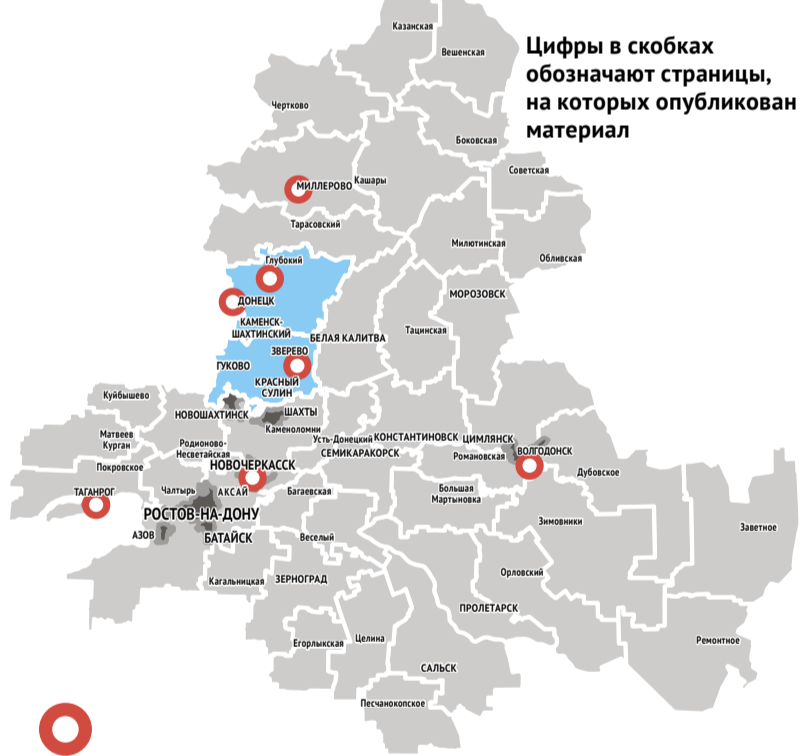 Казанская
Вешенская
Цифры в скобках
обозначают страницы,
на которых опубликован
материал
Чертково
Боковская
Советская
МИЛЛЕРОВО
Кашары
Тарасовский
Милютинская
Обливская
Глубокий
ДОНЕЦК
МОРОЗОВСК
КАМЕНСК-
ШАХТИНСКИЙ
БЕЛАЯ КАЛИТВА
Тацинская
ЗВЕРЕВО
ГУКОВО
КРАСНЫЙ
СУЛИН
Куйбышево
НОВОШАХТИНСК
ШАХТЫ
Каменоломни
Матвеев
Курган
Родионово-
Несветайская
Усть-Донецкий
КОНСТАНТИНОВСК
ЦИМЛЯНСК
СЕМИКАРАКОРСК
Романовская
ВОЛГОДОНСК
Покровское
НОВОЧЕРКАССК
Дубовское
ТАГАНРОГ
Чалтырь
АКСАЙ
Багаевская
Большая
Мартыновка
РОСТОВ-НА-ДОНУ
Зимовники
Заветное
АЗОВ
БАТАЙСК
Веселый
Кагальницкая
ЗЕРНОГРАД
Орловский
ПРОЛЕТАРСК
Егорлыкская
Целина
Ремонтное
САЛЬСК
Песчанокопское